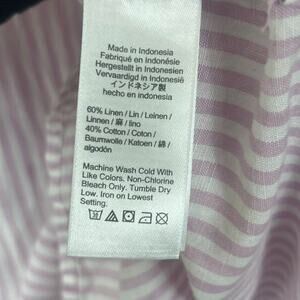 Made in Indonesia
Fabriqué en Indonésie
Hergestellt in Indonesien
Vervaardigd in Indonesië
インドネシア製
hecho en indonesia
60% Linen / Lin / Leinen /
Linnen / 麻 / lino
40% Cotton / Coton /
Baumwolle / Katoen / 綿 /
algodón
Machine Wash Cold With
Like Colors. Non-Chlorine
Bleach Only. Tumble Dry
Low. Iron on Lowest
Setting.